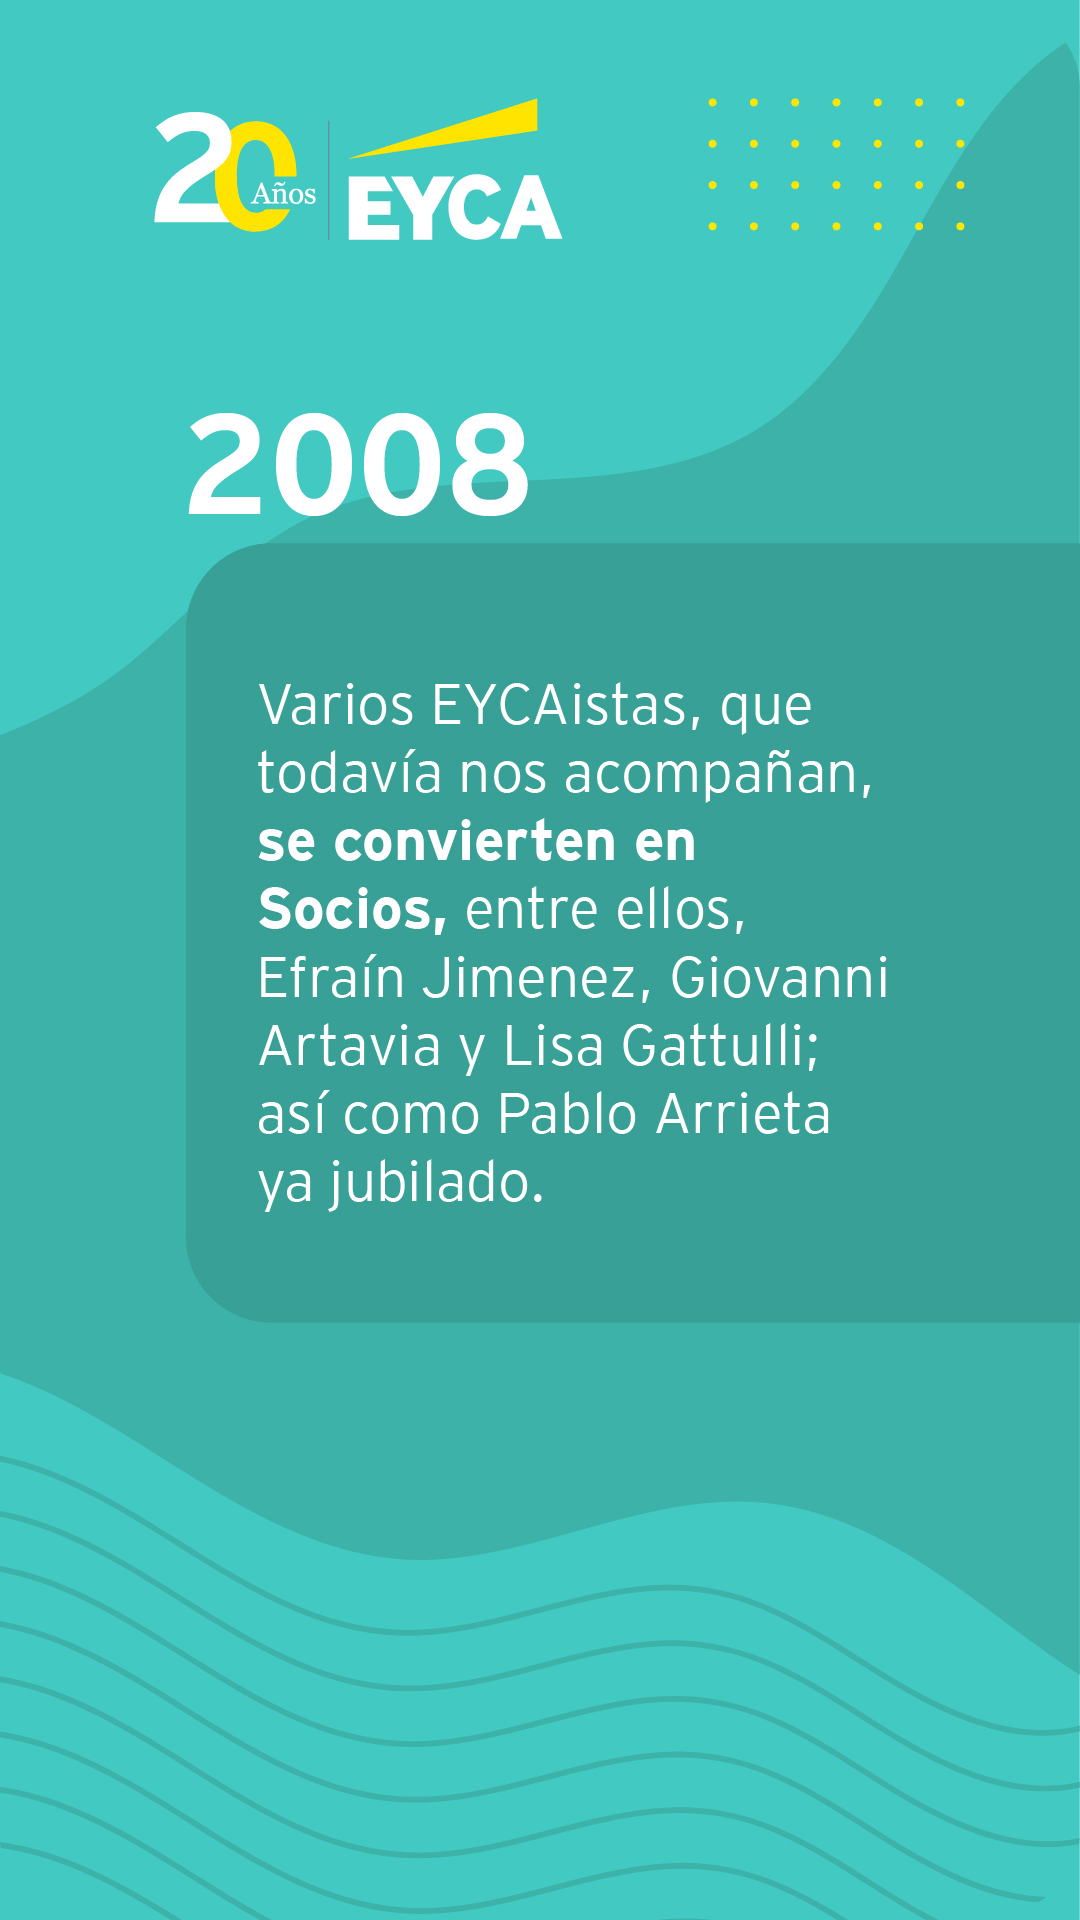 20 Años EYCA
2008
Varios EYCAistas, que
todavía nos acompañan,
se convierten en
Socios, entre ellos,
Efraín Jimenez, Giovanni
Artavia y Lisa Gattulli;
así como Pablo Arrieta
ya jubilado.